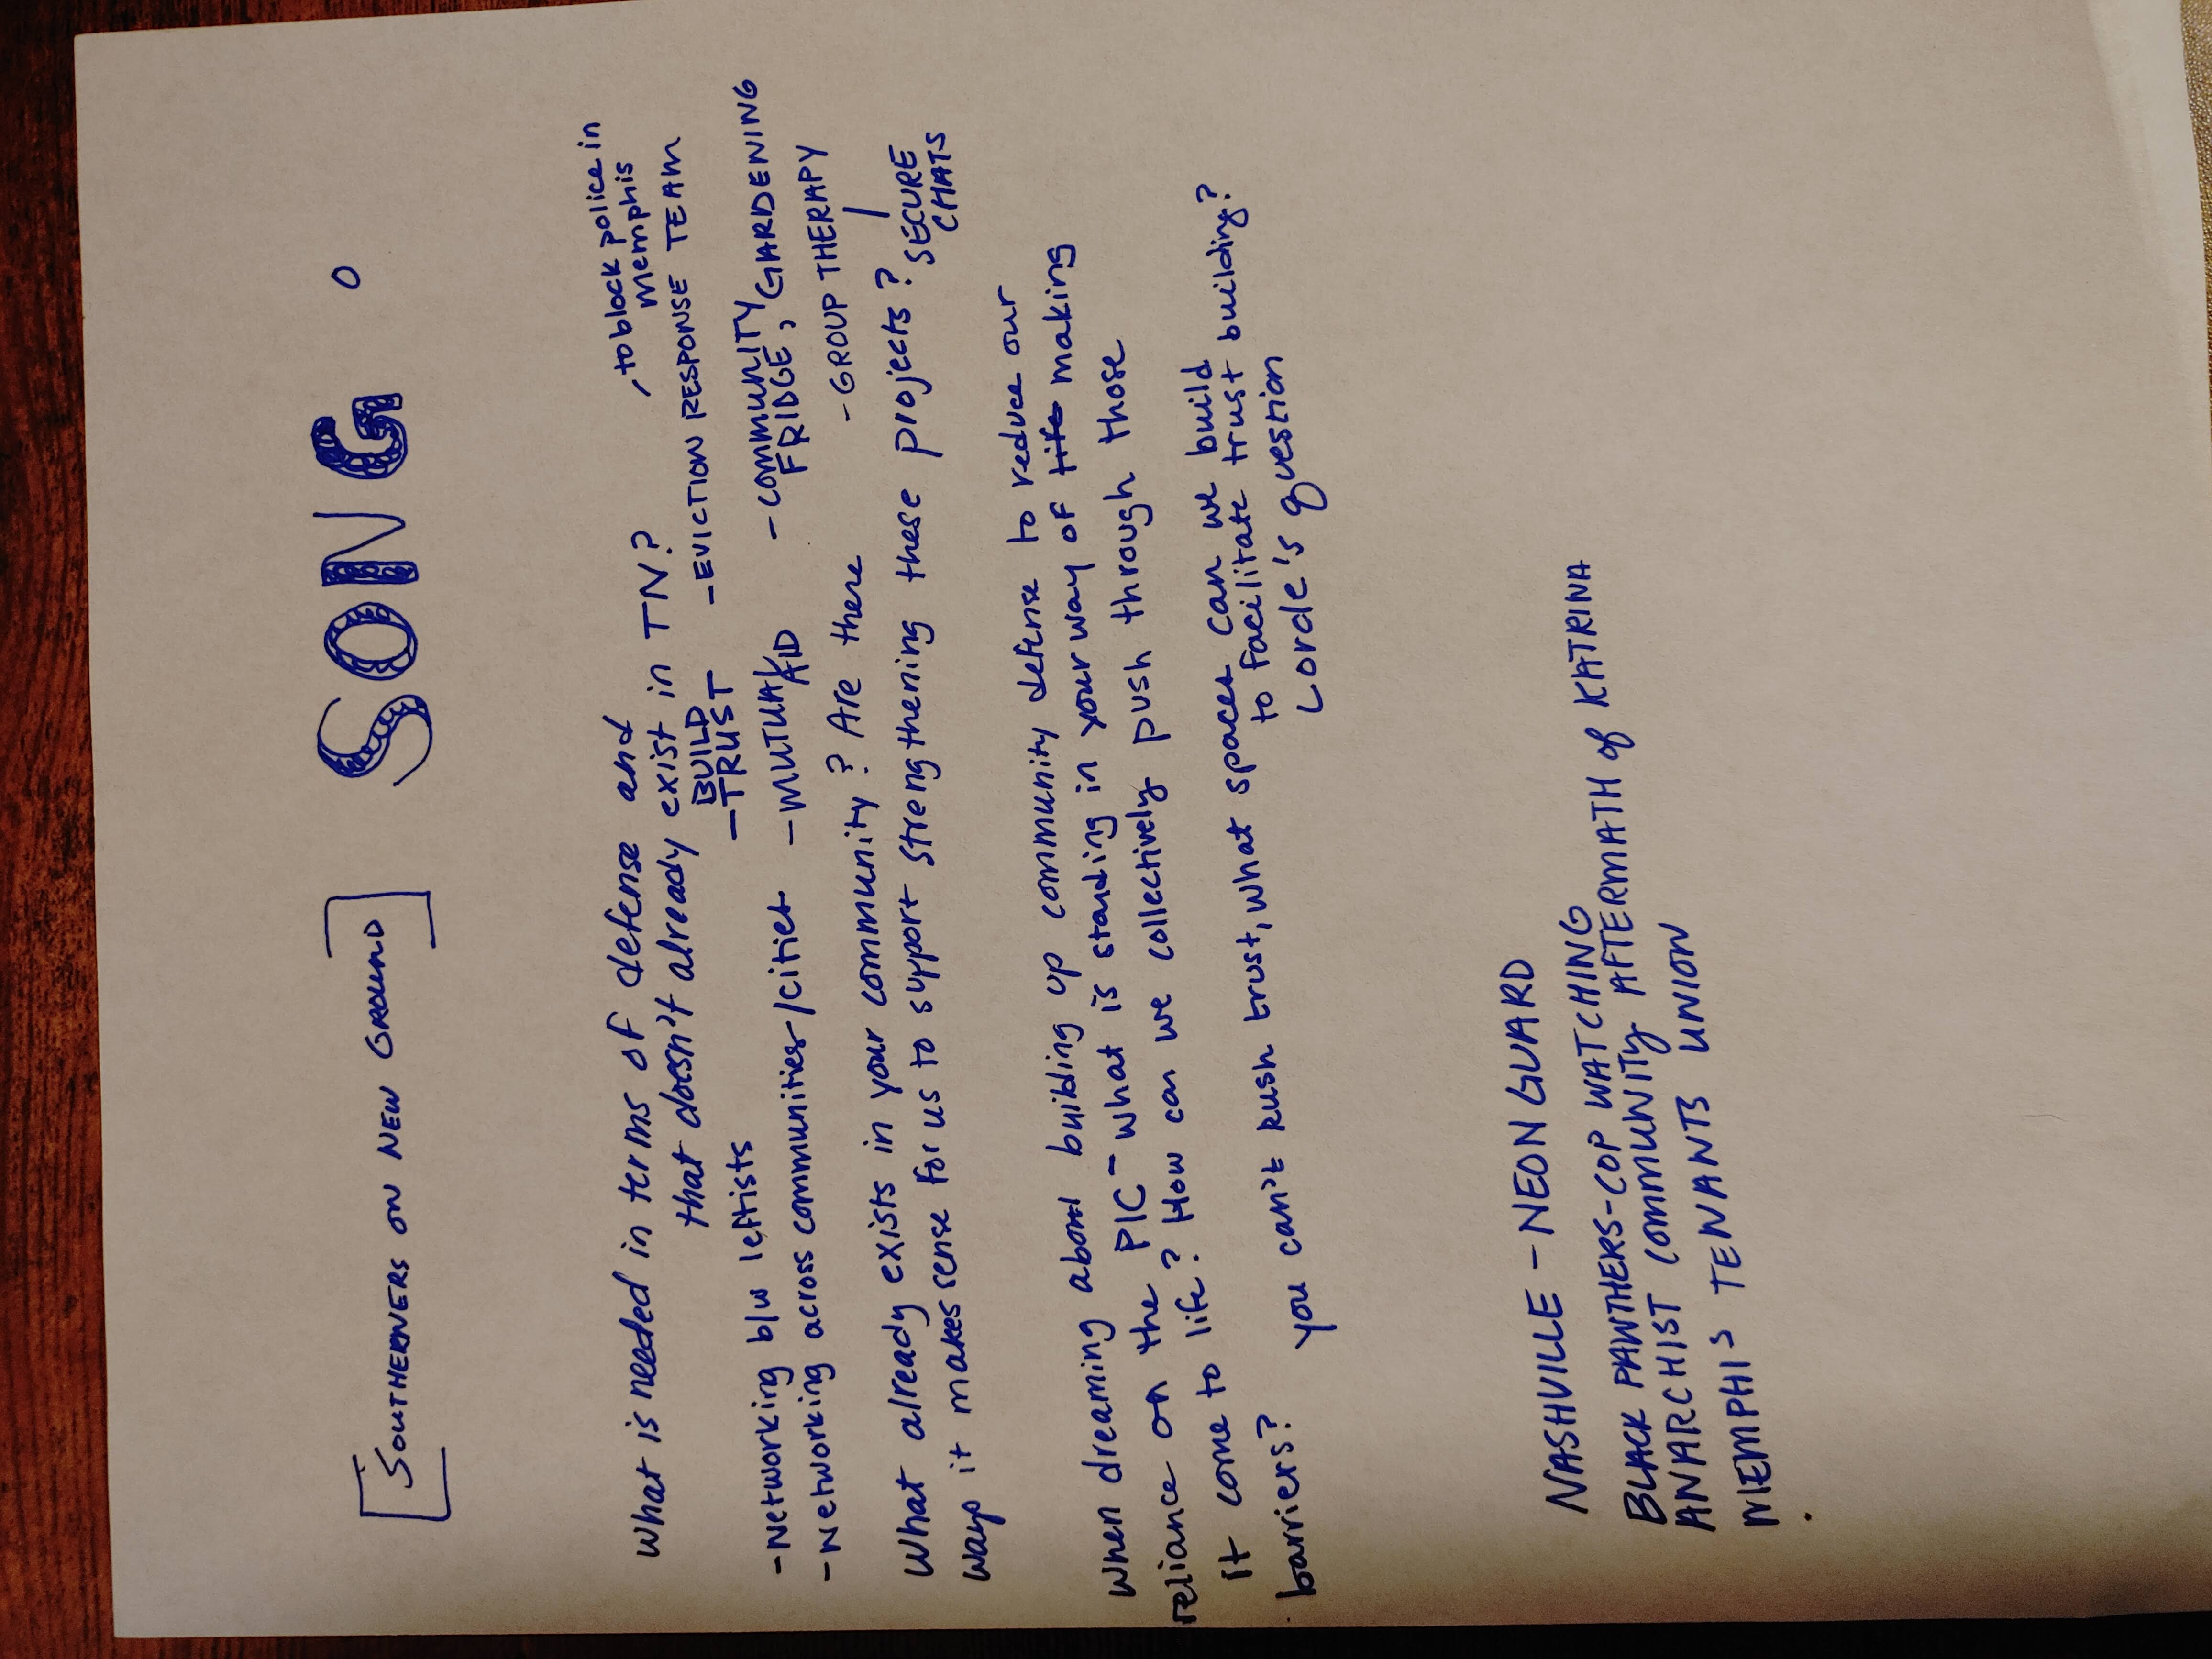 [SOUTHERNERS ON NEW GROUND] SONG
What is needed in terms of defense and
that doesn't already exist in TN?
to block police in
Memphis
- BUILD
TRUST
- EVICTION RESPONSE TEAM
- Networking b/w leftists
- Networking across communities/cities
- MUTUAL
AID
- COMMUNITY GARDENING
FRIDGE,
What already exists in your community? Are there
- GROUP THERAPY
ways it makes sense for us to support strengthening these projects?
SECURE
CHATS
When dreaming about building up community defense to reduce our
reliance on the PIC - what is standing in your way of life making
it come to life? How can we collectively push through those
barriers?
you can't rush trust, what spaces can we build
to facilitate trust building?
Lorde's question
NASHVILLE - NEON GUARD
BLACK PANTHERS - COP WATCHING
ANARCHIST COMMUNITY AFTERMATH of KATRINA
MEMPHIS TENANTS UNION